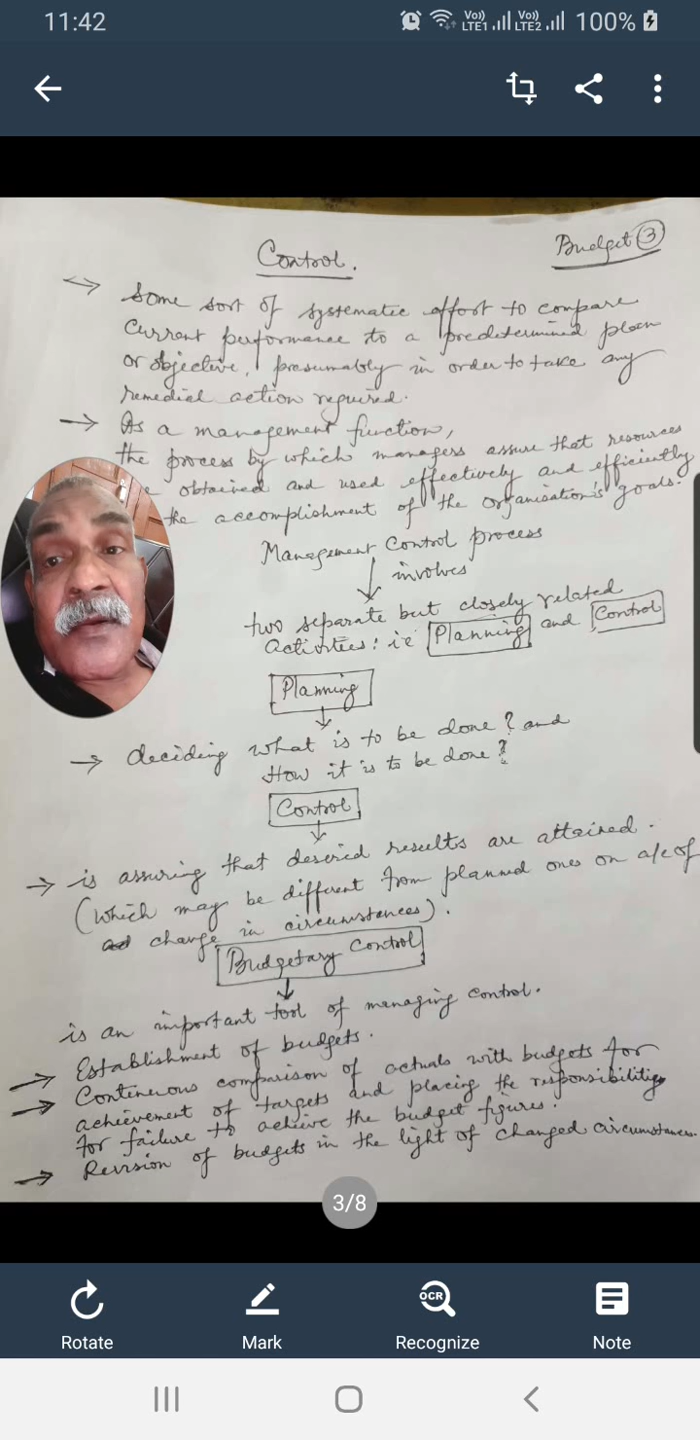 11:42
Vo)) LTE1 Vo)) LTE2 100%
Control.
Budget 3
→ Some sort of systematic effort to compare
current performance to a predetermined plan
or objective, presumably in order to take any
remedial action required.
→ As a management function,
the process by which managers assure that resources
obtained and used effectively and efficiently
the accomplishment of the organisation's goals.
Management Control process
involves
two separate but closely related
activities: ie Planning and Control
Planning
→ deciding what is to be done? and
How it is to be done?
Control
→ is assuring that desired results are attained.
(which may be different from planned ones on a/c of
change in circumstances).
Budgetary Control
is an important tool of managing control.
→ Establishment of budgets.
→ Continuous comparison of actuals with budgets for
achievement of targets and placing the responsibilities
for failure to achieve the budget figures.
→ Revision of budgets in the light of changed circumstances.
3/8
OCR
Rotate Mark Recognize Note